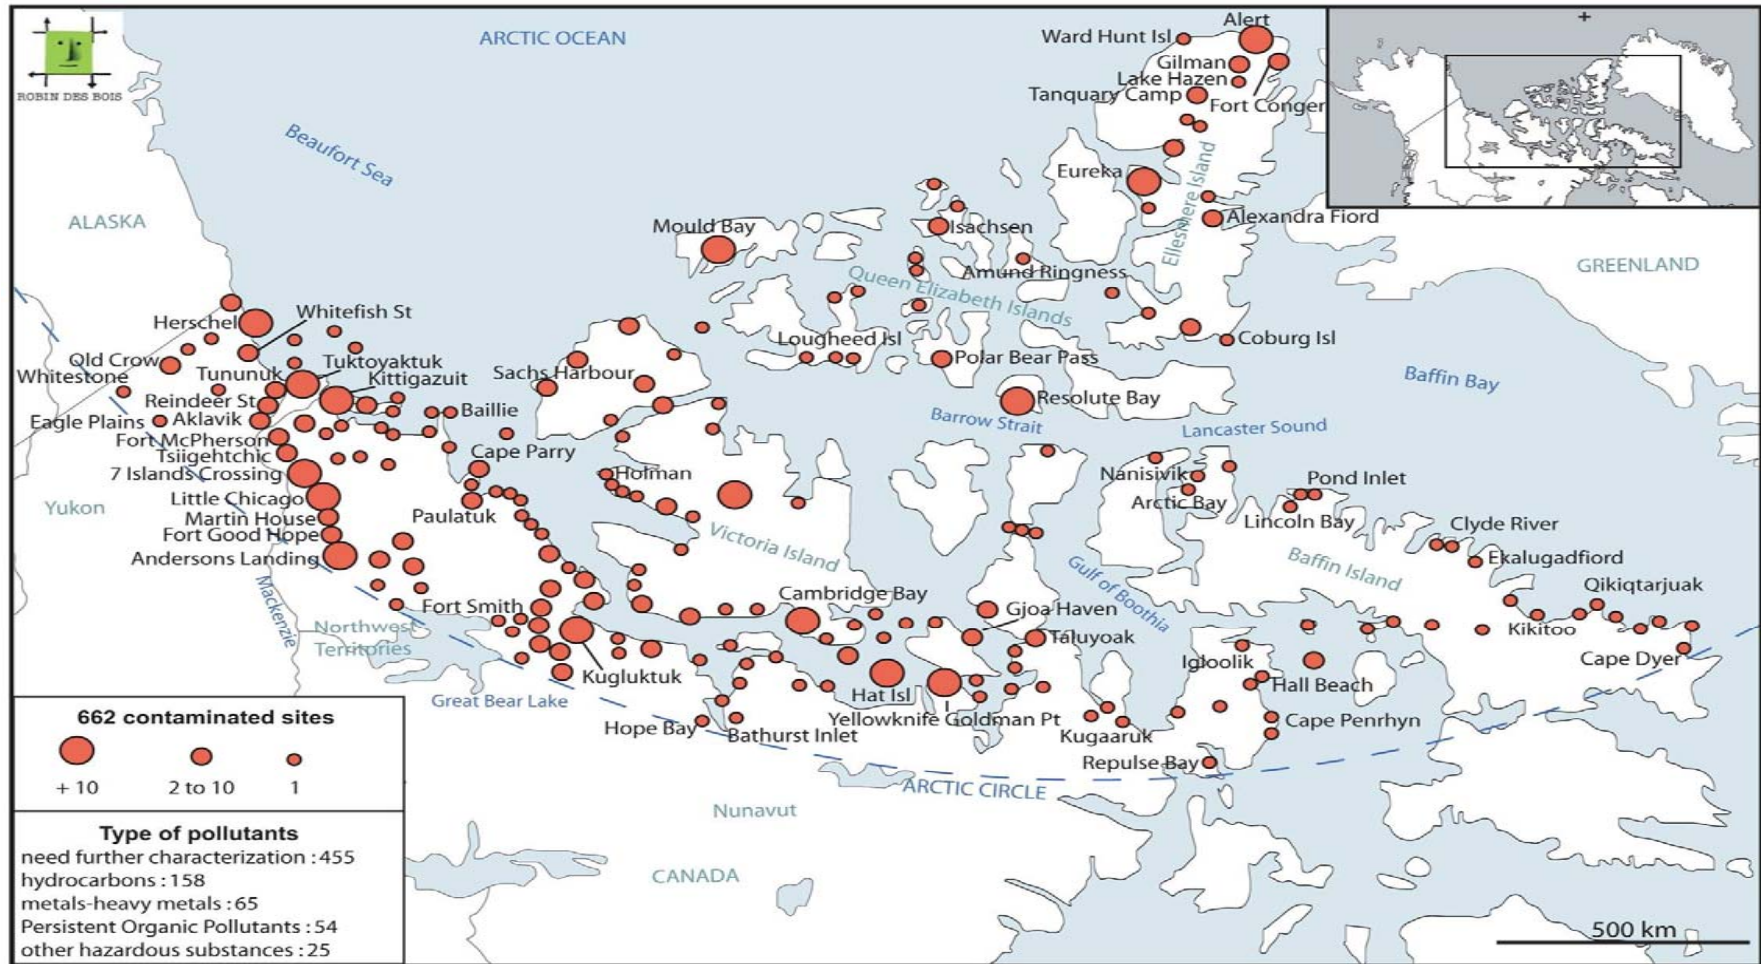 ROBIN DES BOIS
ARCTIC OCEAN
Beaufort Sea
ALASKA
Ward Hunt Isl
Alert
Gilman
Lake Hazen
Tanquary Camp
Fort Conger
Eureka
Ellesmere Island
Alexandra Fiord
GREENLAND
Mould Bay
Isachsen
Amund Ringness
Queen Elizabeth Islands
Herschel
Whitefish St
Lougheed Isl
Coburg Isl
Old Crow
Tuktoyaktuk
Polar Bear Pass
Whitestone
Tununuk
Kittigazuit
Sachs Harbour
Baffin Bay
Reindeer St
Resolute Bay
Eagle Plains
Aklavik
Baillie
Barrow Strait
Lancaster Sound
Fort McPherson
Tsiigehtchic
Cape Parry
7 Islands Crossing
Holman
Nanisivik
Pond Inlet
Yukon
Little Chicago
Arctic Bay
Martin House
Paulatuk
Lincoln Bay
Clyde River
Fort Good Hope
Victoria Island
Andersons Landing
Baffin Island
Ekalugadfiord
Gulf of Boothia
Qikiqtarjuak
Mackenzie
Fort Smith
Cambridge Bay
Gjoa Haven
Kikitoo
Northwest
Territories
Taluyoak
Igloolik
Cape Dyer
Kugluktuk
Hall Beach
Great Bear Lake
Hat Isl
Yellowknife
Goldman Pt
Cape Penrhyn
Hope Bay
Bathurst Inlet
Kugaaruk
Repulse Bay
ARCTIC CIRCLE
Nunavut
CANADA
662 contaminated sites
+ 10
2 to 10
1
Type of pollutants
need further characterization : 455
hydrocarbons : 158
metals-heavy metals : 65
Persistent Organic Pollutants : 54
other hazardous substances : 25
500 km